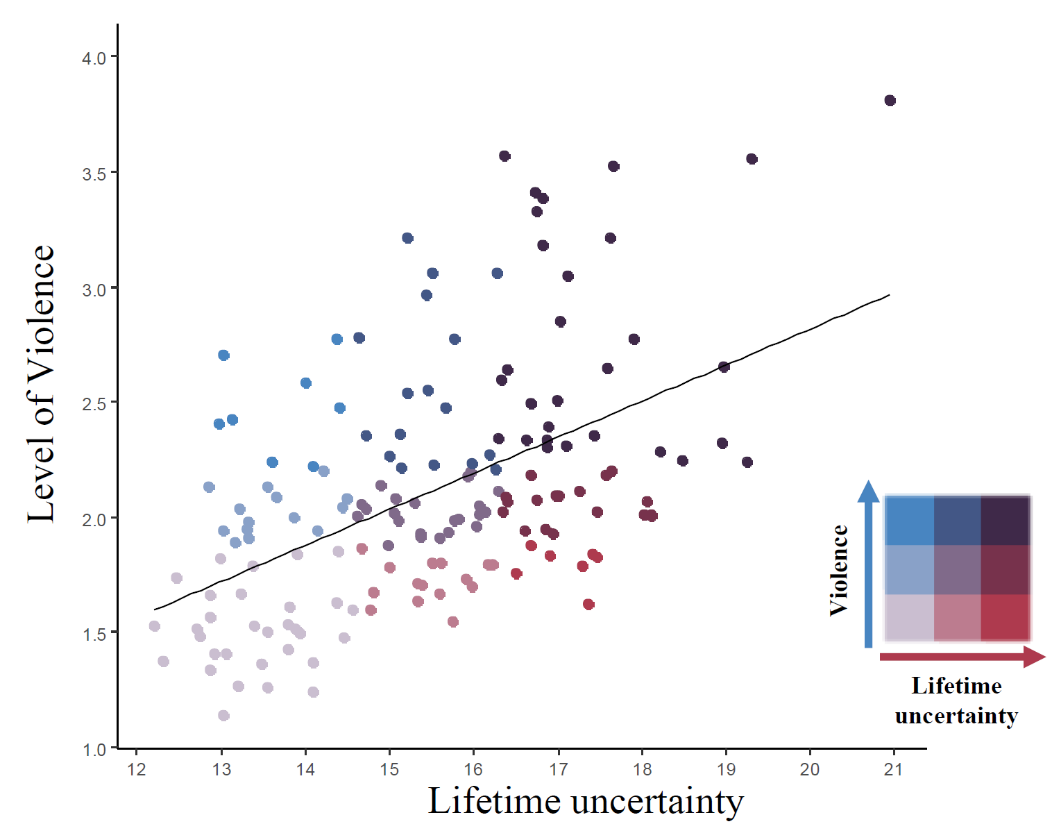 Level of Violence
4.0
3.5
3.0
2.5
2.0
1.5
1.0
12 13 14 15 16 17 18 19 20 21
Lifetime uncertainty
Violence
Lifetime
uncertainty